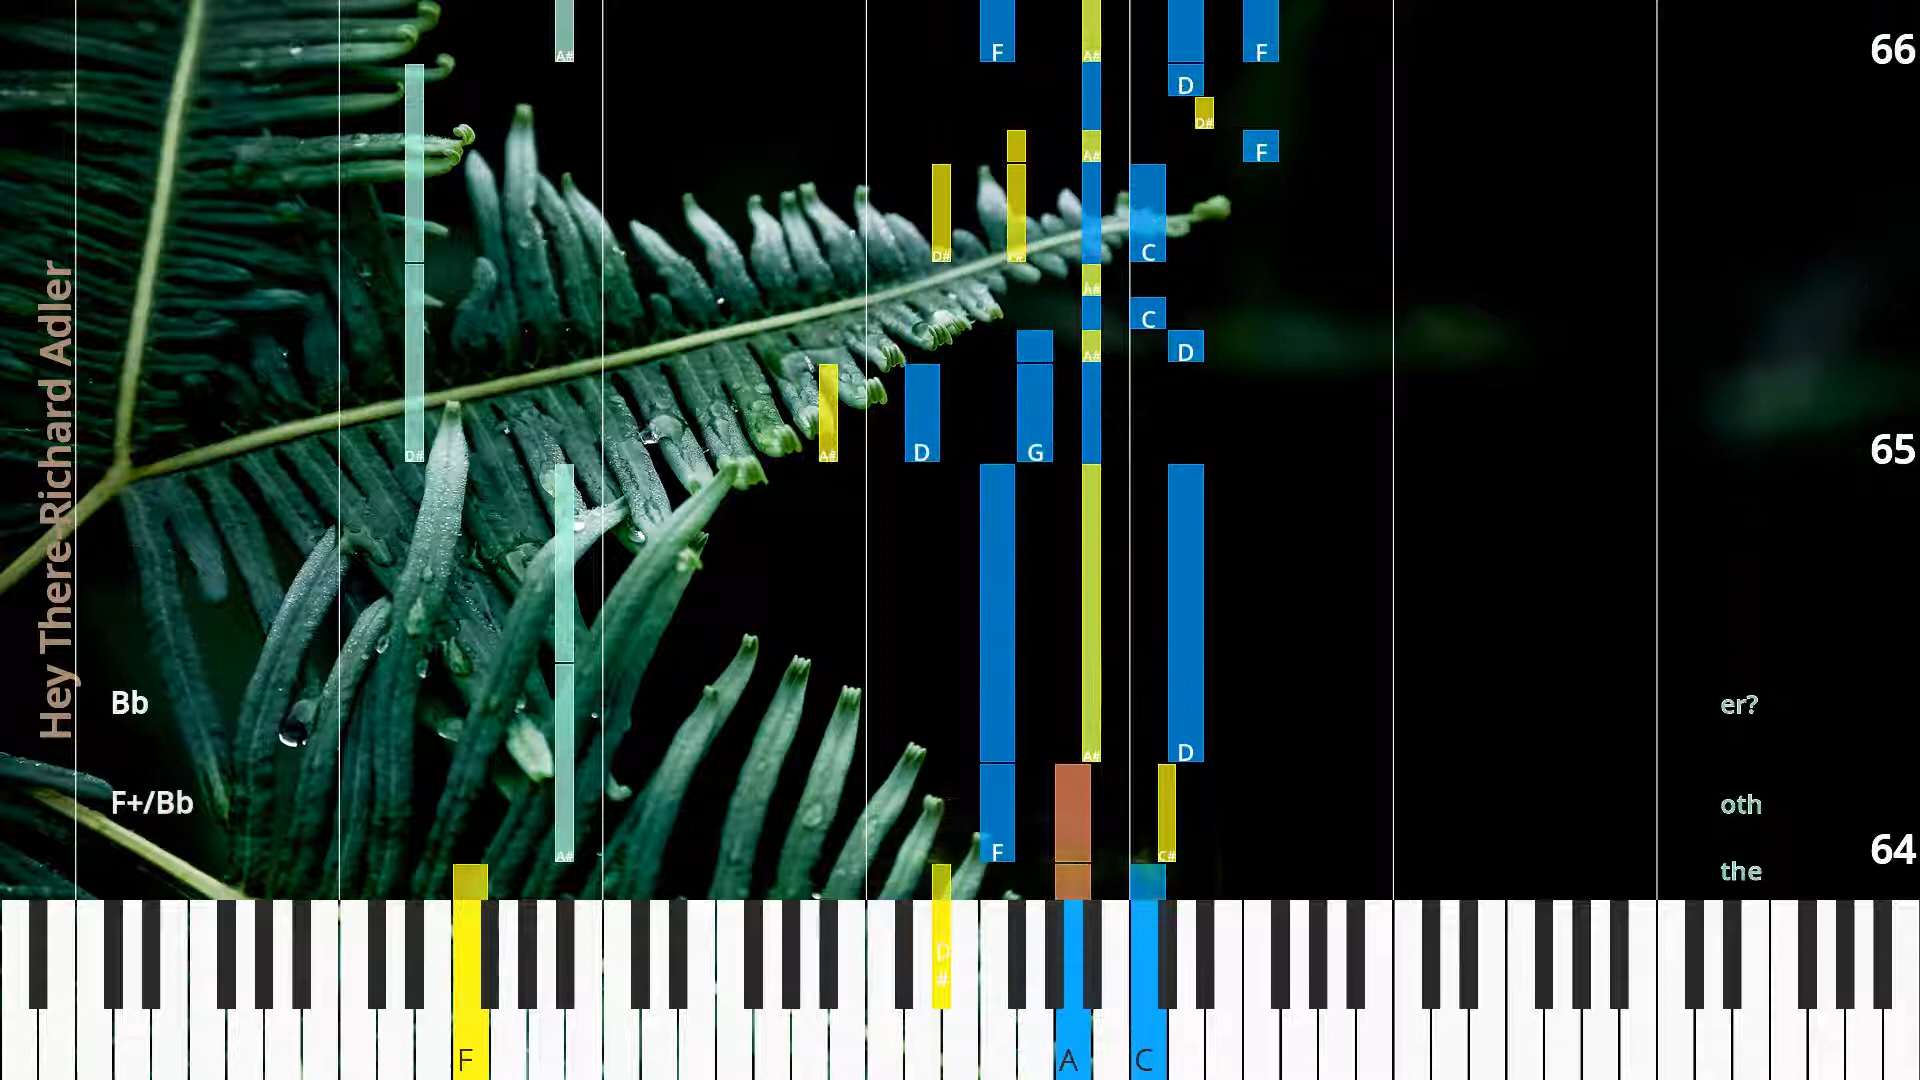 A# F A# F
66
D
D#
A# F
D# C
A#
C
A# D
Hey There-Richard Adler
D# A# D G
65
Bb
er?
A# D
F+/Bb
oth
A# F C#
64
the
D
#
F A C